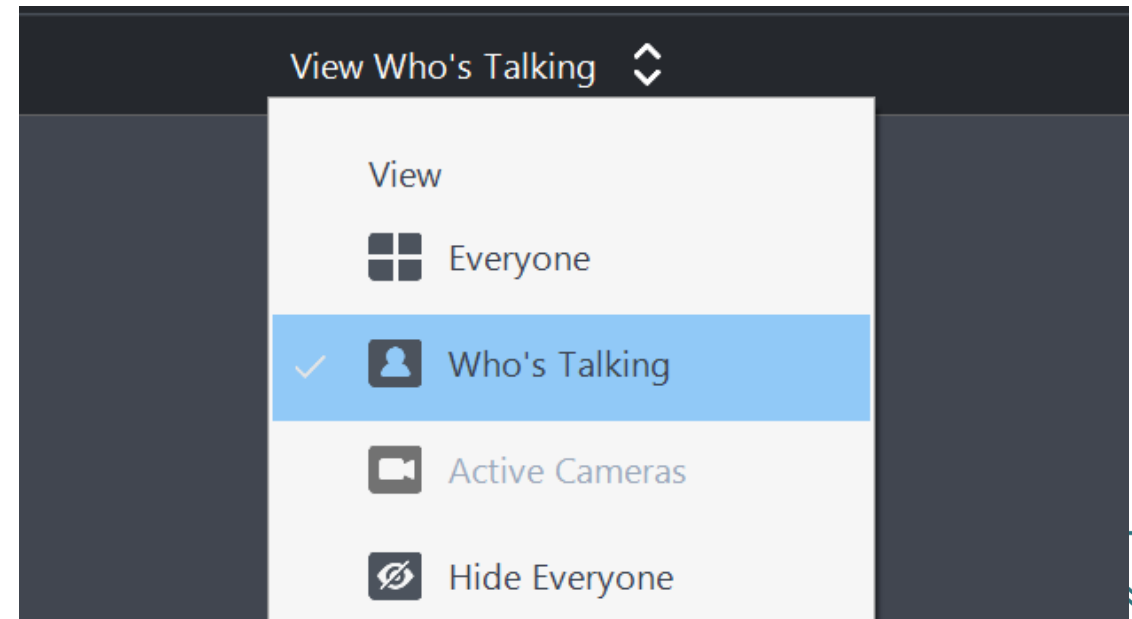 View Who's Talking
View
Everyone
Who's Talking
Active Cameras
Hide Everyone